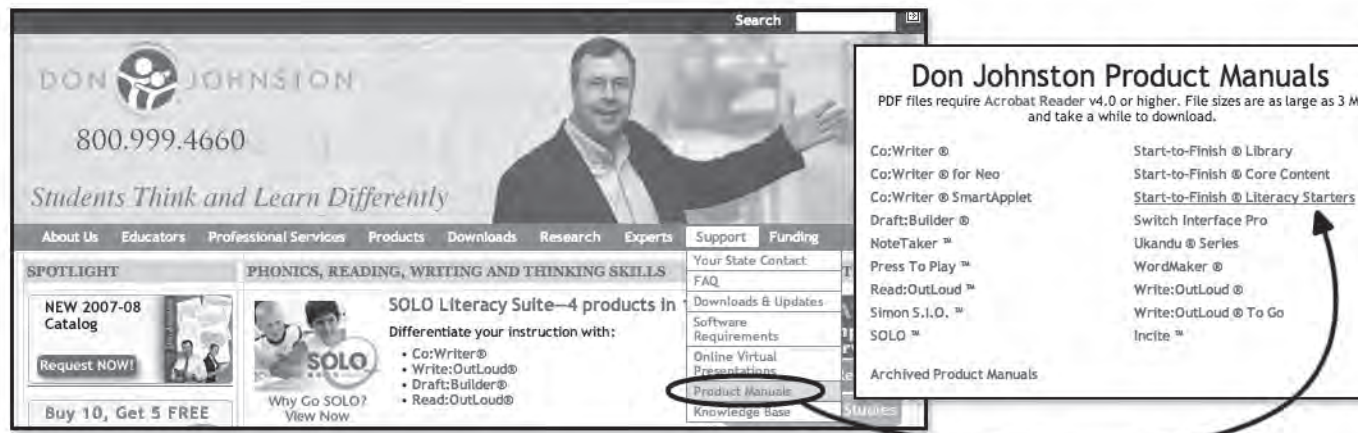 Search
DON JOHNSTON
800.999.4660
Students Think and Learn Differently
About Us Educators Professional Services Products Downloads Research Experts Support Funding
SPOTLIGHT
NEW 2007-08
Catalog
Request NOW!
Buy 10, Get 5 FREE
PHONICS, READING, WRITING AND THINKING SKILLS
SOLO Literacy Suite—4 products in
Differentiate your instruction with:
• Co:Writer®
• Write:OutLoud®
• Draft:Builder®
• Read:OutLoud®
SOLO
Why Go SOLO?
View Now
Your State Contact
FAQ
Downloads & Updates
Software
Requirements
Online Virtual
Presentations
Product Manuals
Knowledge Base
Studies
Don Johnston Product Manuals
PDF files require Acrobat Reader v4.0 or higher. File sizes are as large as 3 M
and take a while to download.
Co:Writer ®
Co:Writer ® for Neo
Co:Writer ® SmartApplet
Draft:Builder ®
NoteTaker ™
Press To Play ™
Read:OutLoud ™
Simon S.I.O. ™
SOLO ™
Archived Product Manuals
Start-to-Finish ® Library
Start-to-Finish ® Core Content
Start-to-Finish ® Literacy Starters
Switch Interface Pro
Ukandu ® Series
WordMaker ®
Write:OutLoud ®
Write:OutLoud ® To Go
Incite ™